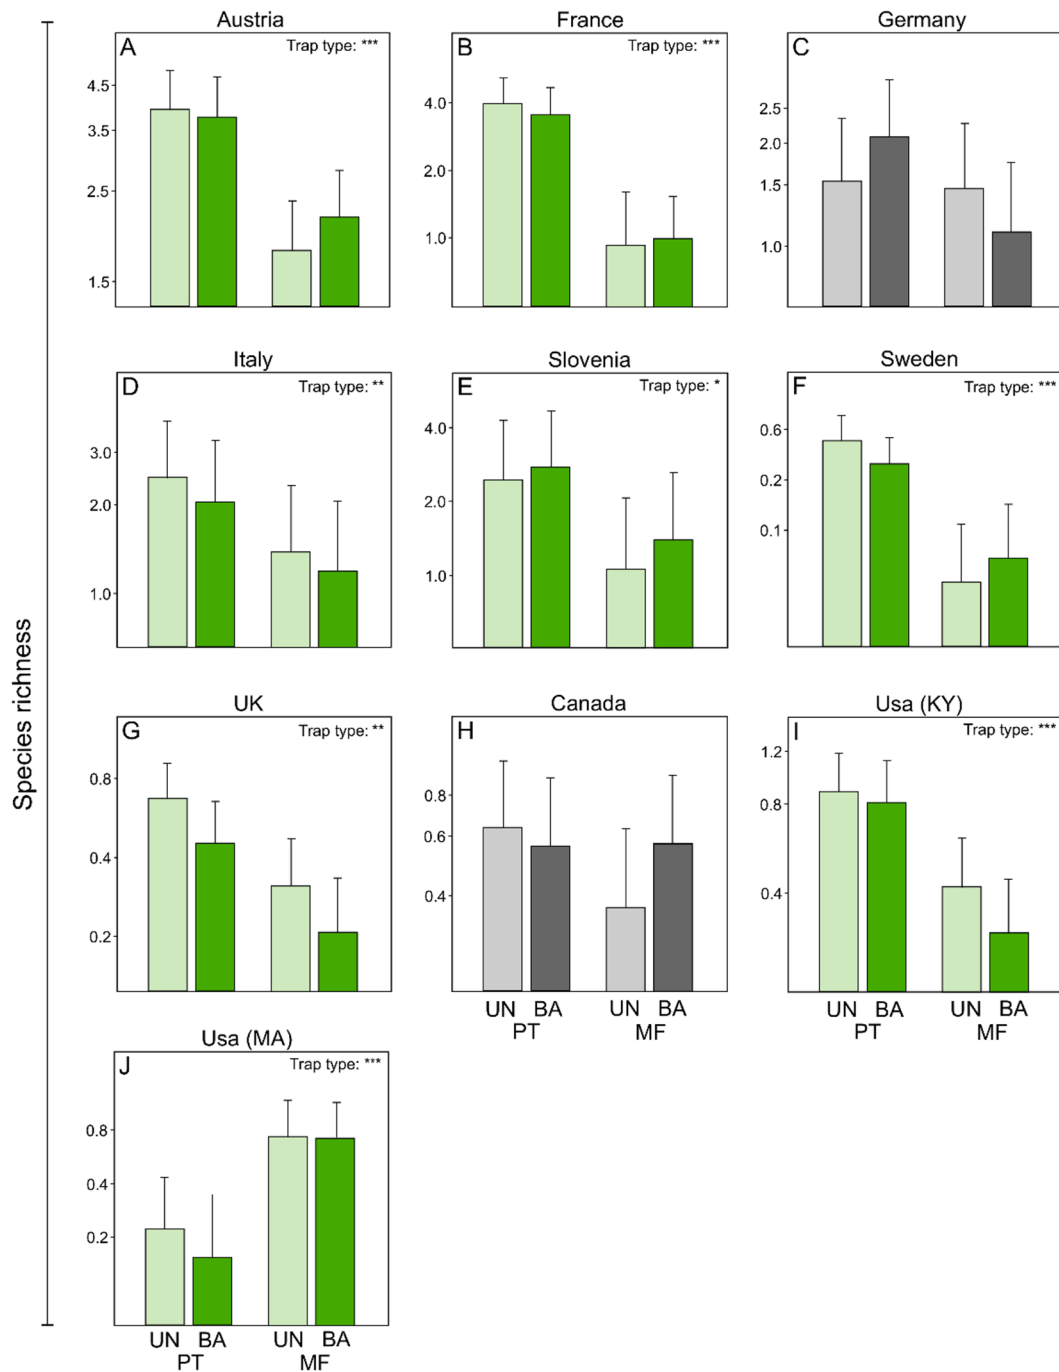 Species richness
Austria
A
Trap type: ***
4.5
3.5
2.5
1.5
France
B
Trap type: ***
4.0
2.0
1.0
Germany
C
2.5
2.0
1.5
1.0
Italy
D
Trap type: **
3.0
2.0
1.0
Slovenia
E
Trap type: *
4.0
2.0
1.0
Sweden
F
Trap type: ***
0.6
0.2
0.1
UK
G
Trap type: **
0.8
0.4
0.2
Canada
H
0.8
0.6
0.4
UN BA UN BA
PT MF
Usa (KY)
I
Trap type: ***
1.2
0.8
0.4
UN BA UN BA
PT MF
Usa (MA)
J
Trap type: ***
0.8
0.4
0.2
UN BA UN BA
PT MF